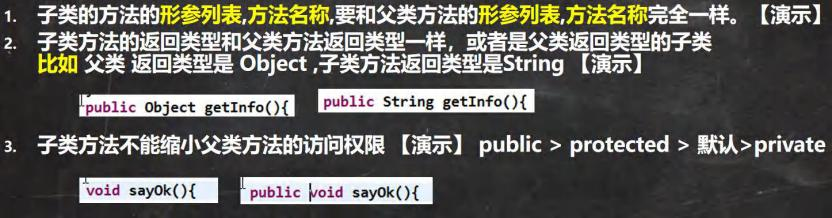 1. 子类的方法的形参列表,方法名称,要和父类方法的形参列表,方法名称完全一样。【演示】
2. 子类方法的返回类型和父类方法返回类型一样，或者是父类返回类型的子类
比如 父类 返回类型是 Object ,子类方法返回类型是String 【演示】
public Object getInfo(){ public String getInfo(){
3. 子类方法不能缩小父类方法的访问权限 【演示】 public > protected > 默认>private
void sayOk(){ public void sayOk(){